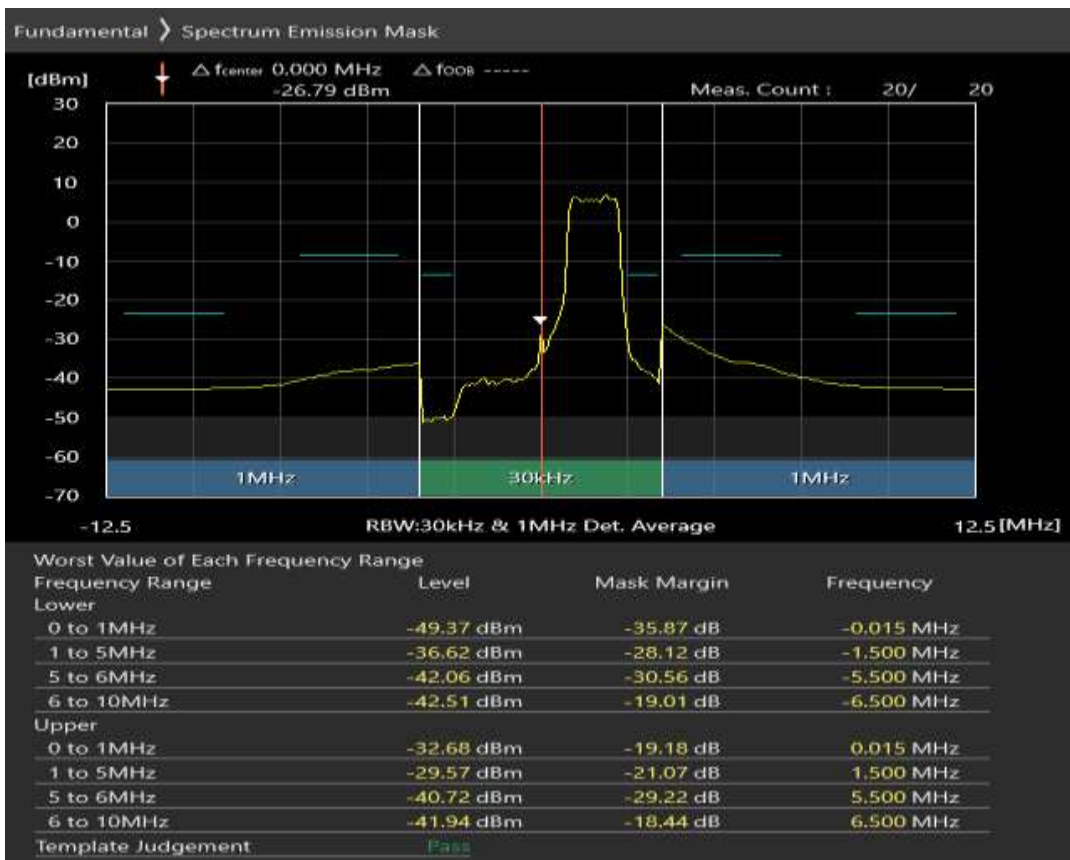 Fundamental 〉 Spectrum Emission Mask
[dBm] △ fcenter 0.000 MHz △ fOOB -----
-26.79 dBm Meas. Count : 20/ 20
30
20
10
0
-10
-20
-30
-40
-50
-60
1MHz 30kHz 1MHz
-70
-12.5 RBW:30kHz & 1MHz Det. Average 12.5 [MHz]
Worst Value of Each Frequency Range
Frequency Range Level Mask Margin Frequency
Lower
0 to 1MHz -49.37 dBm -35.87 dB -0.015 MHz
1 to 5MHz -36.62 dBm -28.12 dB -1.500 MHz
5 to 6MHz -42.06 dBm -30.56 dB -5.500 MHz
6 to 10MHz -42.51 dBm -19.01 dB -6.500 MHz
Upper
0 to 1MHz -32.68 dBm -19.18 dB 0.015 MHz
1 to 5MHz -29.57 dBm -21.07 dB 1.500 MHz
5 to 6MHz -40.72 dBm -29.22 dB 5.500 MHz
6 to 10MHz -41.94 dBm -18.44 dB 6.500 MHz
Template Judgement Pass